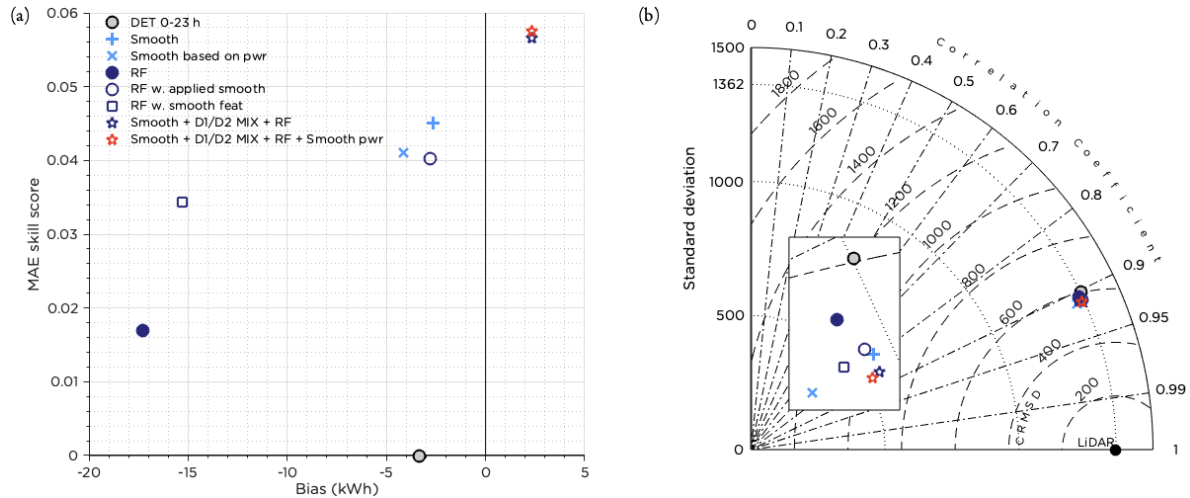 (a)
0.06
0.05
0.04
0.03
0.02
0.01
0
MAE skill score
DET 0-23 h
Smooth
Smooth based on pwr
RF
RF w. applied smooth
RF w. smooth feat
Smooth + D1/D2 MIX + RF
Smooth + D1/D2 MIX + RF + Smooth pwr
-20 -15 -10 -5 0 5
Bias (kWh)
(b)
1500
1362
1000
500
0
Standard deviation
0 0.1 0.2 0.3 0.4 0.5 0.6 0.7 0.8 0.9 0.95 0.99 1
Correlation Coefficient
1800
1600
1400
1200
1000
800
600
400
200
CRMSD
LiDAR